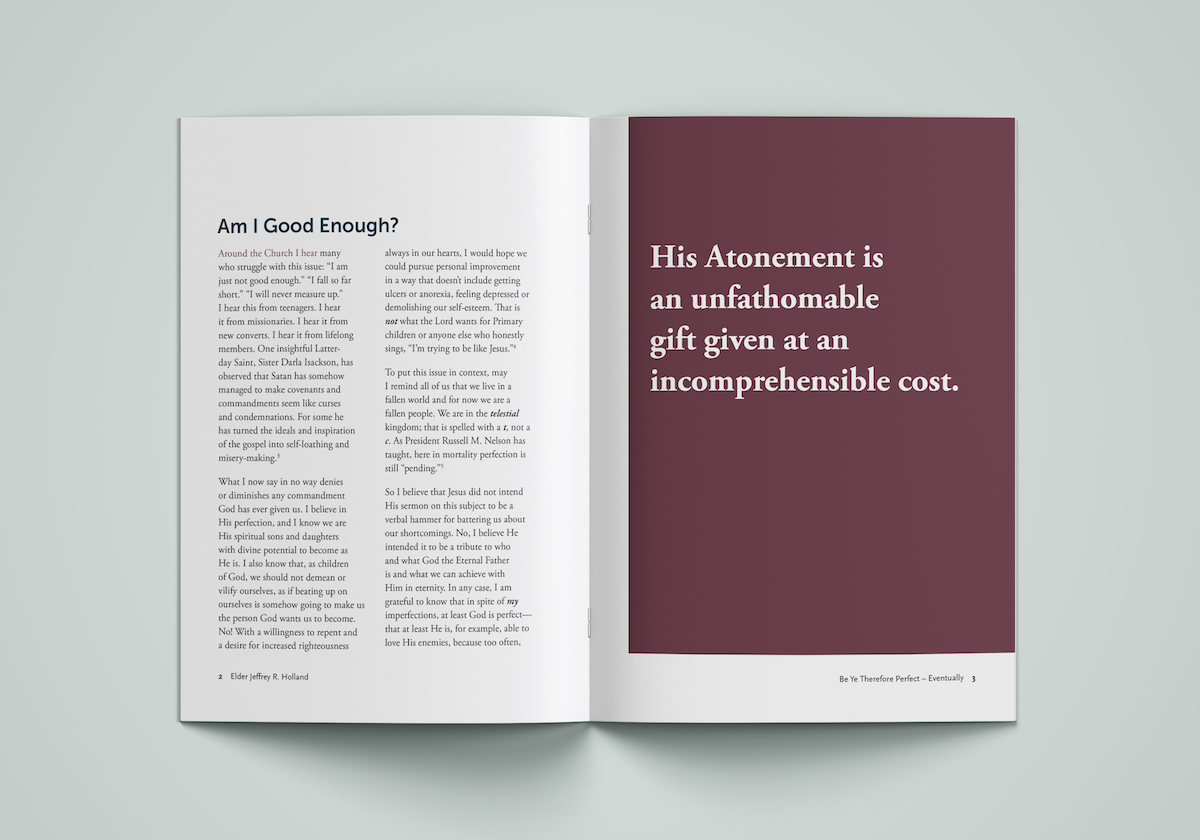 Am I Good Enough?
Around the Church I hear many
who struggle with this issue: “I am
just not good enough.” “I fall so far
short.” “I will never measure up.”
I hear this from teenagers. I hear
it from missionaries. I hear it from
new converts. I hear it from lifelong
members. One insightful Latter-
day Saint, Sister Darla Isackson, has
observed that Satan has somehow
managed to make covenants and
commandments seem like curses
and condemnations. For some he
has turned the ideals and inspiration
of the gospel into self-loathing and
misery-making.³
What I now say in no way denies
or diminishes any commandment
God has ever given us. I believe in
His perfection, and I know we are
His spiritual sons and daughters
with divine potential to become as
He is. I also know that, as children
of God, we should not demean or
vilify ourselves, as if beating up on
ourselves is somehow going to make us
the person God wants us to become.
No! With a willingness to repent and
a desire for increased righteousness
always in our hearts, I would hope we
could pursue personal improvement
in a way that doesn’t include getting
ulcers or anorexia, feeling depressed or
demolishing our self-esteem. That is
not what the Lord wants for Primary
children or anyone else who honestly
sings, “I’m trying to be like Jesus.”⁴
To put this issue in context, may
I remind all of us that we live in a
fallen world and for now we are a
fallen people. We are in the telestial
kingdom; that is spelled with a t, not a
c. As President Russell M. Nelson has
taught, here in mortality perfection is
still “pending.”⁵
So I believe that Jesus did not intend
His sermon on this subject to be a
verbal hammer for battering us about
our shortcomings. No, I believe He
intended it to be a tribute to who
and what God the Eternal Father
is and what we can achieve with
Him in eternity. In any case, I am
grateful to know that in spite of my
imperfections, at least God is perfect—
that at least He is, for example, able to
love His enemies, because too often,
2 Elder Jeffrey R. Holland
His Atonement is
an unfathomable
gift given at an
incomprehensible cost.
Be Ye Therefore Perfect – Eventually 3